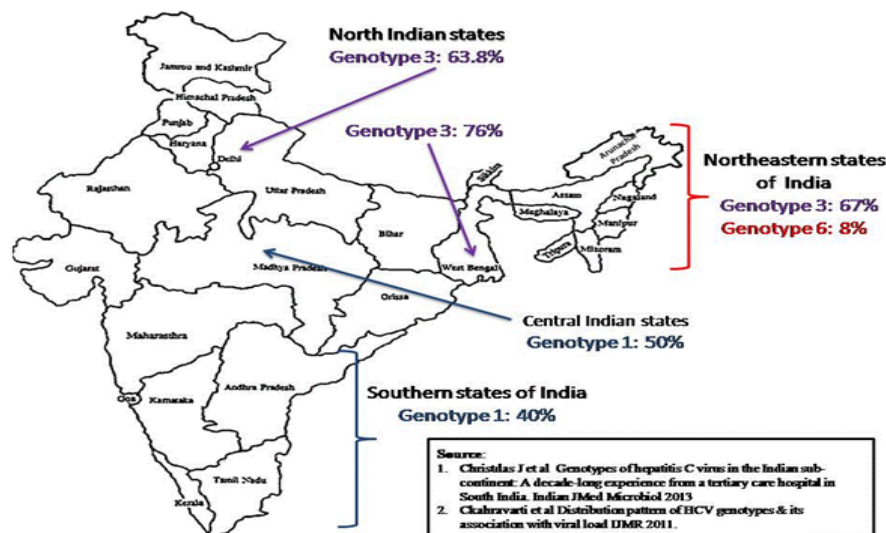 North Indian states
Genotype 3: 63.8%
Genotype 3: 76%
Northeastern states
of India
Genotype 3: 67%
Genotype 6: 8%
Central Indian states
Genotype 1: 50%
Southern states of India
Genotype 1: 40%
Himachal Pradesh
Punjab
Haryana
Delhi
Rajasthan
Uttar Pradesh
Bihar
Sikkim
Arunachal
Pradesh
Assam
Nagaland
Meghalaya
Manipur
Tripura
Mizoram
Gujarat
Madhya Pradesh
West Bengal
Orissa
Maharasthra
Goa
Karnataka
Andhra Pradesh
Tamil Nadu
Kerala
Source:
1. Christdas J et al Genotypes of hepatitis C virus in the Indian sub-
continent: A decade-long experience from a tertiary care hospital in
South India. Indian JMed Microbiol 2013
2. Ckahravarti et al Distribution pattern of HCV genotypes & its
association with viral load IJMR 2011.